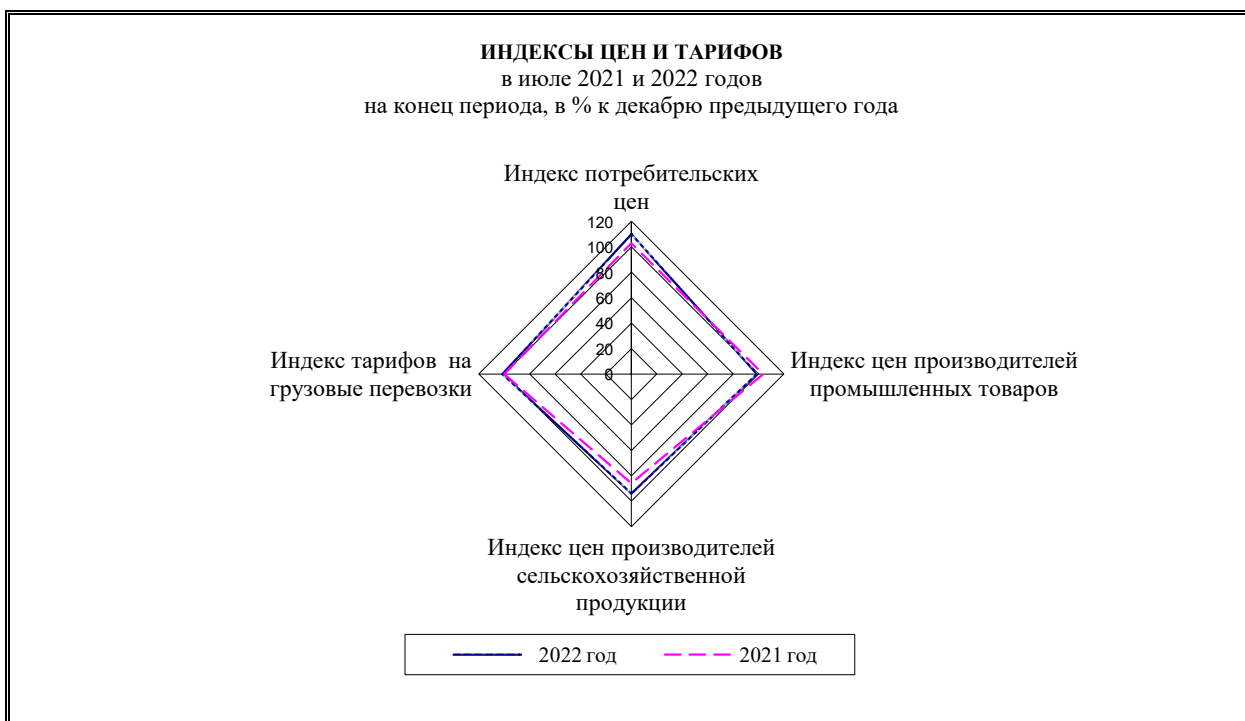 ИНДЕКСЫ ЦЕН И ТАРИФОВ
в июле 2021 и 2022 годов
на конец периода, в % к декабрю предыдущего года
Индекс потребительских
цен
120
100
80
60
40
20
0
Индекс тарифов на
грузовые перевозки
Индекс цен производителей
промышленных товаров
Индекс цен производителей
сельскохозяйственной
продукции
2022 год
2021 год